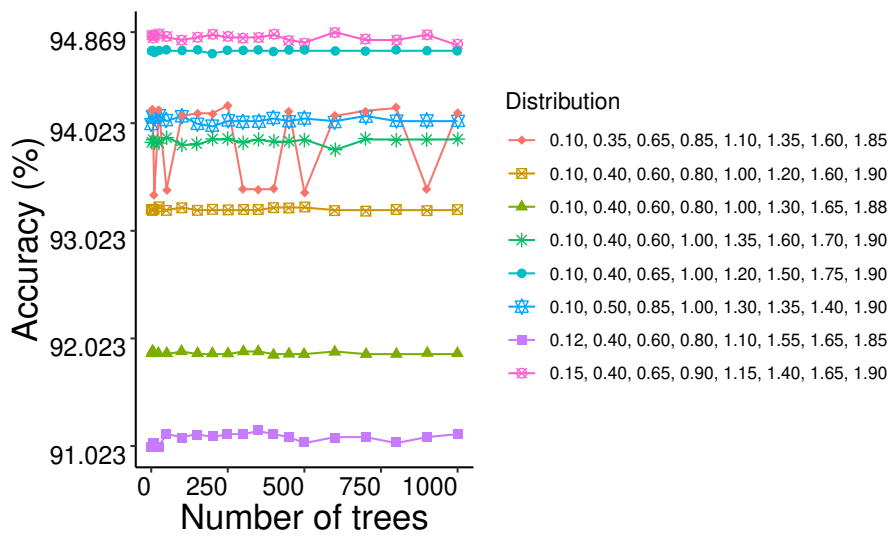 94.869
94.023
93.023
92.023
91.023
Accuracy (%)
0 250 500 750 1000
Number of trees
Distribution
0.10, 0.35, 0.65, 0.85, 1.10, 1.35, 1.60, 1.85
0.10, 0.40, 0.60, 0.80, 1.00, 1.20, 1.60, 1.90
0.10, 0.40, 0.60, 0.80, 1.00, 1.30, 1.65, 1.88
0.10, 0.40, 0.60, 1.00, 1.35, 1.60, 1.70, 1.90
0.10, 0.40, 0.65, 1.00, 1.20, 1.50, 1.75, 1.90
0.10, 0.50, 0.85, 1.00, 1.30, 1.35, 1.40, 1.90
0.12, 0.40, 0.60, 0.80, 1.10, 1.55, 1.65, 1.85
0.15, 0.40, 0.65, 0.90, 1.15, 1.40, 1.65, 1.90